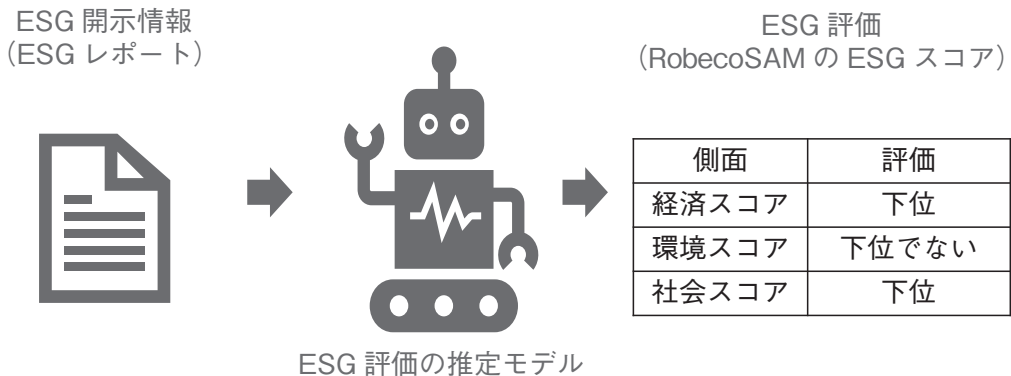 ESG 開示情報
（ESG レポート）
ESG 評価
（RobecoSAM の ESG スコア）
側面 評価
経済スコア 下位
環境スコア 下位でない
社会スコア 下位
ESG 評価の推定モデル